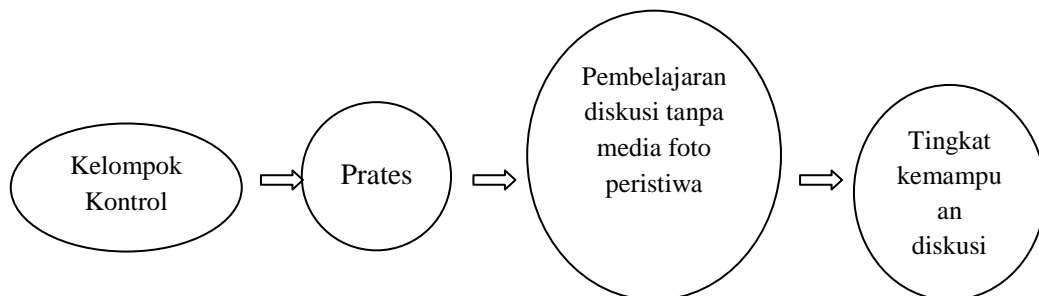 Kelompok
Kontrol
Prates
Pembelajaran
diskusi tanpa
media foto
peristiwa
Tingkat
kemampu
an
diskusi